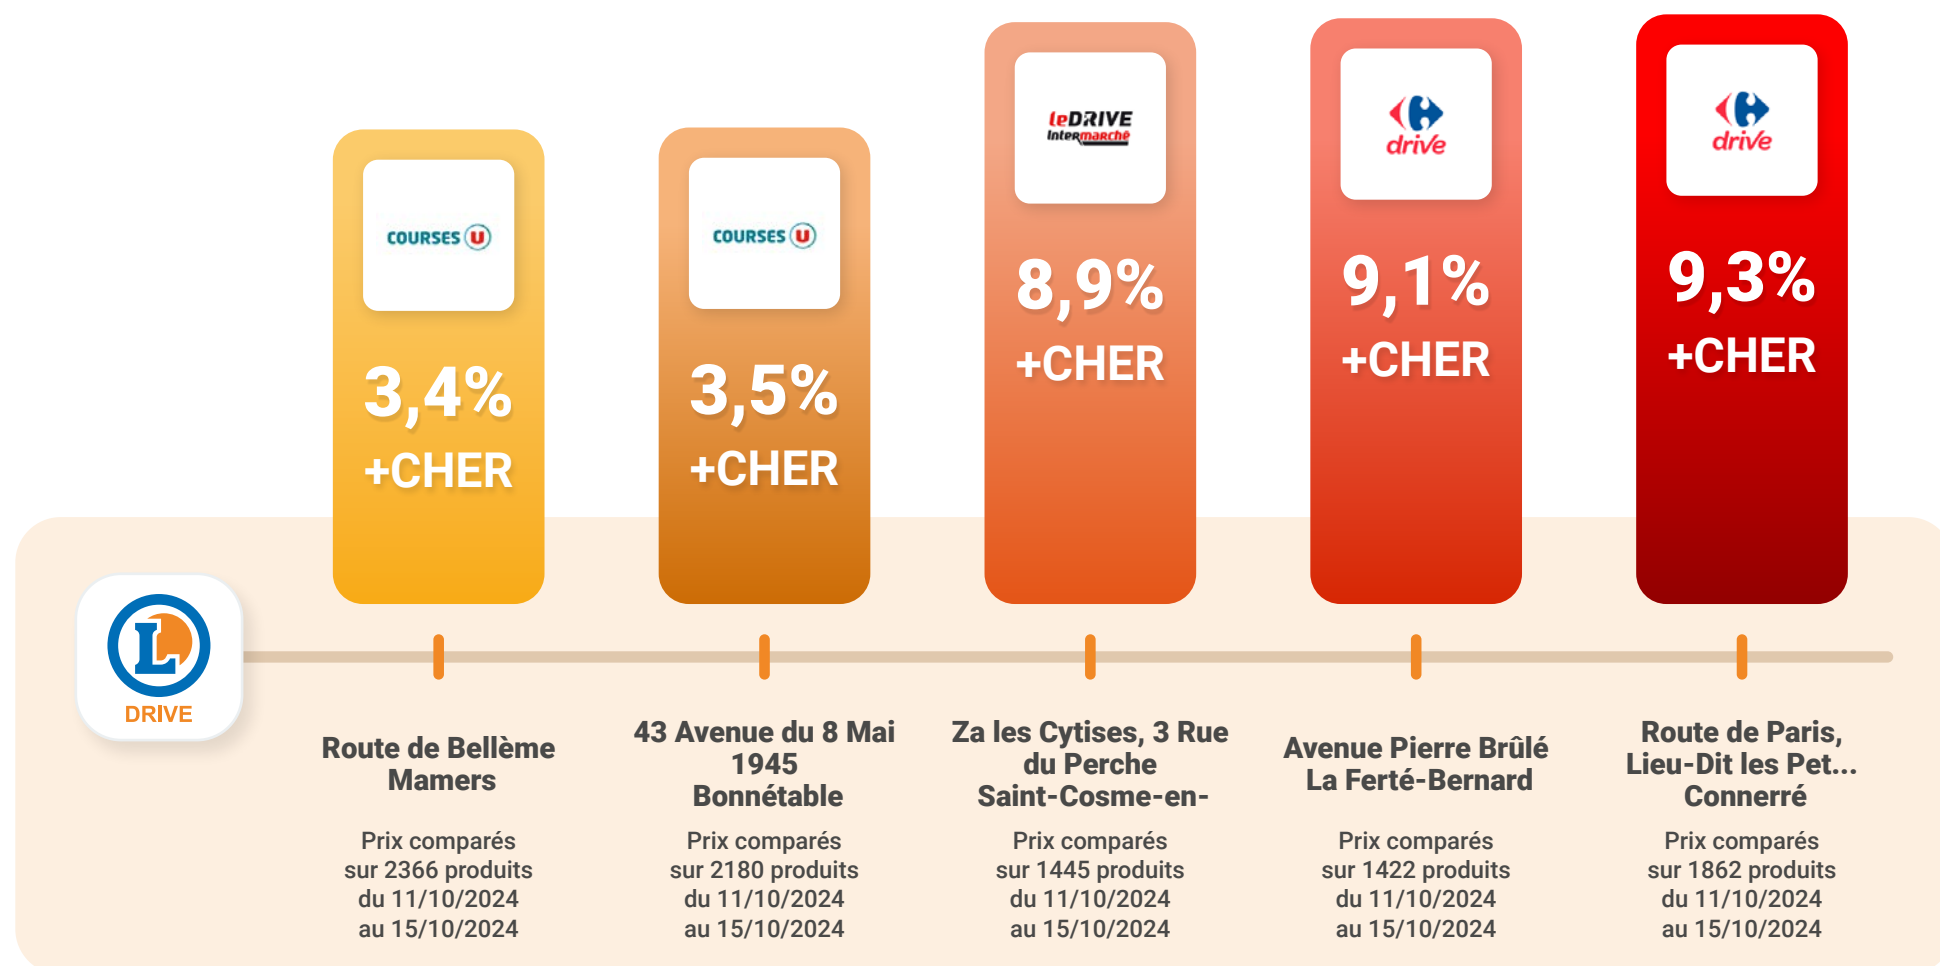 COURSES U
3,4%
+CHER
COURSES U
3,5%
+CHER
leDRIVE
Intermarché
8,9%
+CHER
drive
9,1%
+CHER
drive
9,3%
+CHER
L
DRIVE
Route de Bellème
Mamers
Prix comparés
sur 2366 produits
du 11/10/2024
au 15/10/2024
43 Avenue du 8 Mai
1945
Bonnétable
Prix comparés
sur 2180 produits
du 11/10/2024
au 15/10/2024
Za les Cytises, 3 Rue
du Perche
Saint-Cosme-en-
Prix comparés
sur 1445 produits
du 11/10/2024
au 15/10/2024
Avenue Pierre Brûlé
La Ferté-Bernard
Prix comparés
sur 1422 produits
du 11/10/2024
au 15/10/2024
Route de Paris,
Lieu-Dit les Pet...
Connerré
Prix comparés
sur 1862 produits
du 11/10/2024
au 15/10/2024